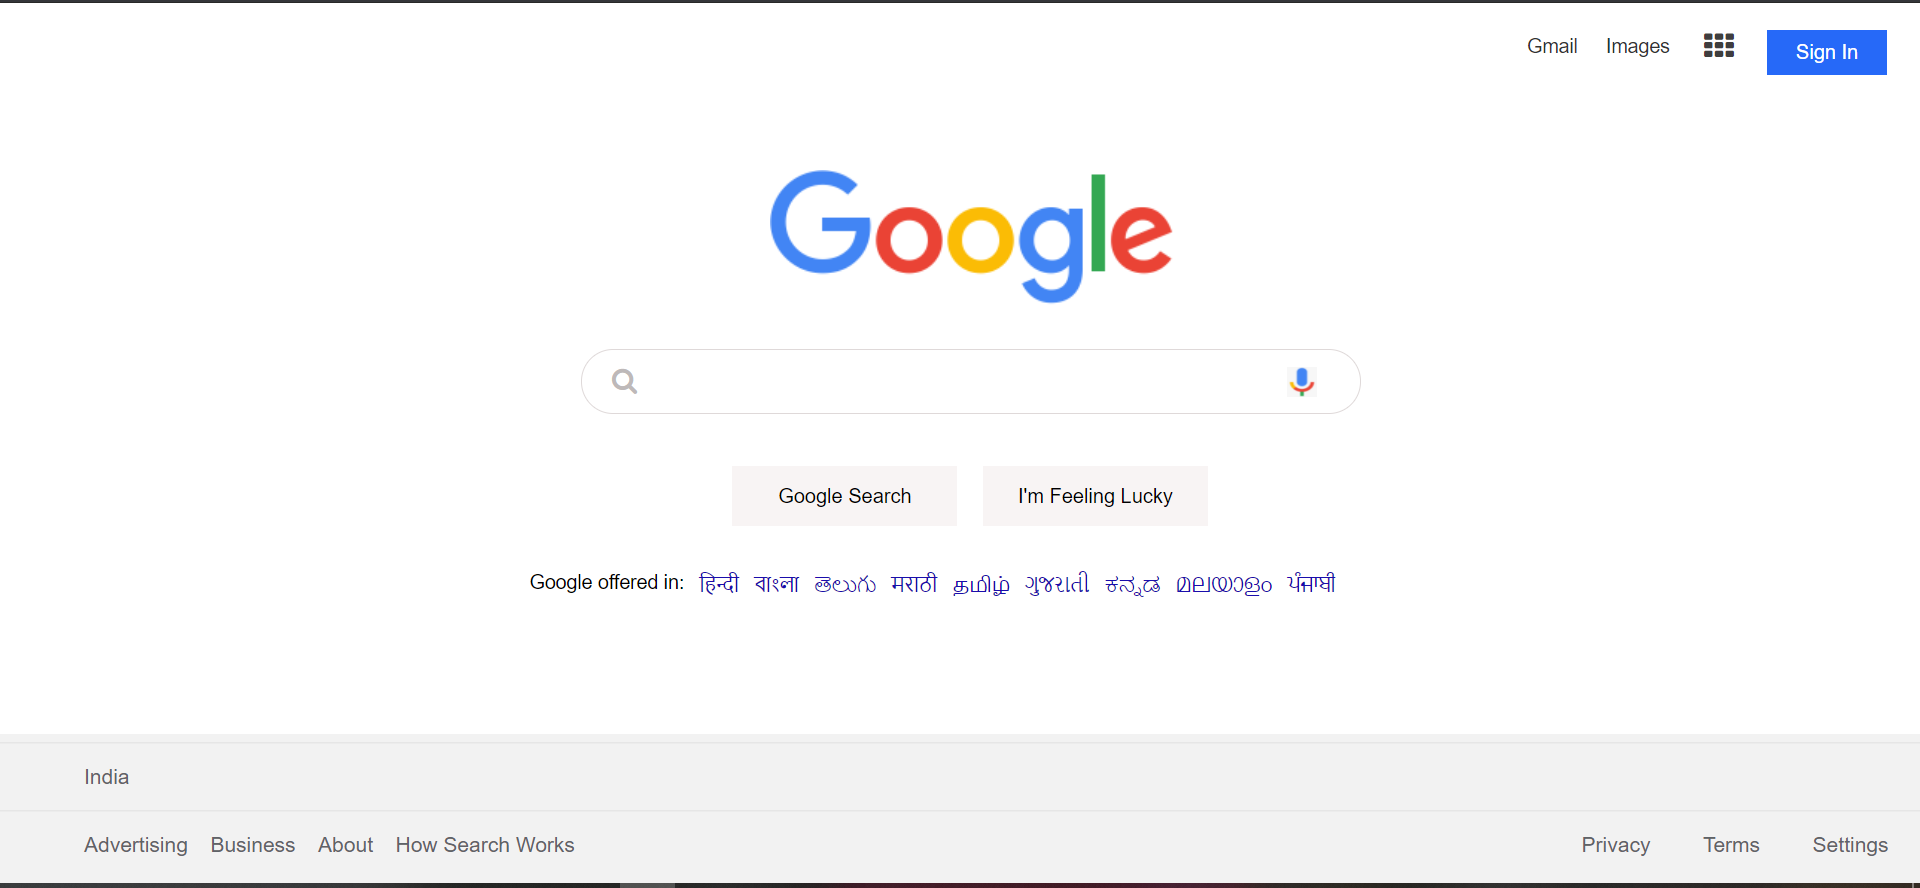 Gmail Images Sign In
Google
Google Search I'm Feeling Lucky
Google offered in: हिन्दी বাংলা తెలుగు मराठी தமிழ் ગુજરાતી ಕನ್ನಡ മലയാളം ਪੰਜਾਬੀ
India
Advertising Business About How Search Works Privacy Terms Settings